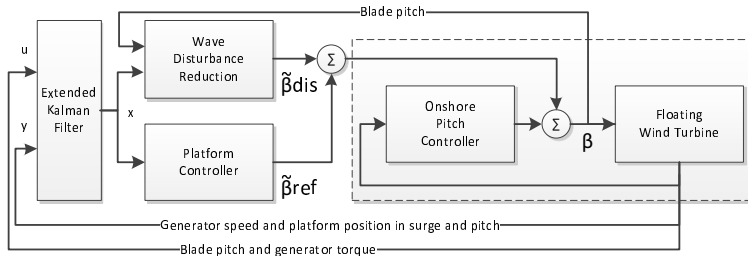 Blade pitch
u
y
Extended
Kalman
Filter
x
Wave
Disturbance
Reduction
Platform
Controller
β̃dis
β̃ref
Σ
Onshore
Pitch
Controller
Σ
β
Floating
Wind Turbine
Generator speed and platform position in surge and pitch
Blade pitch and generator torque